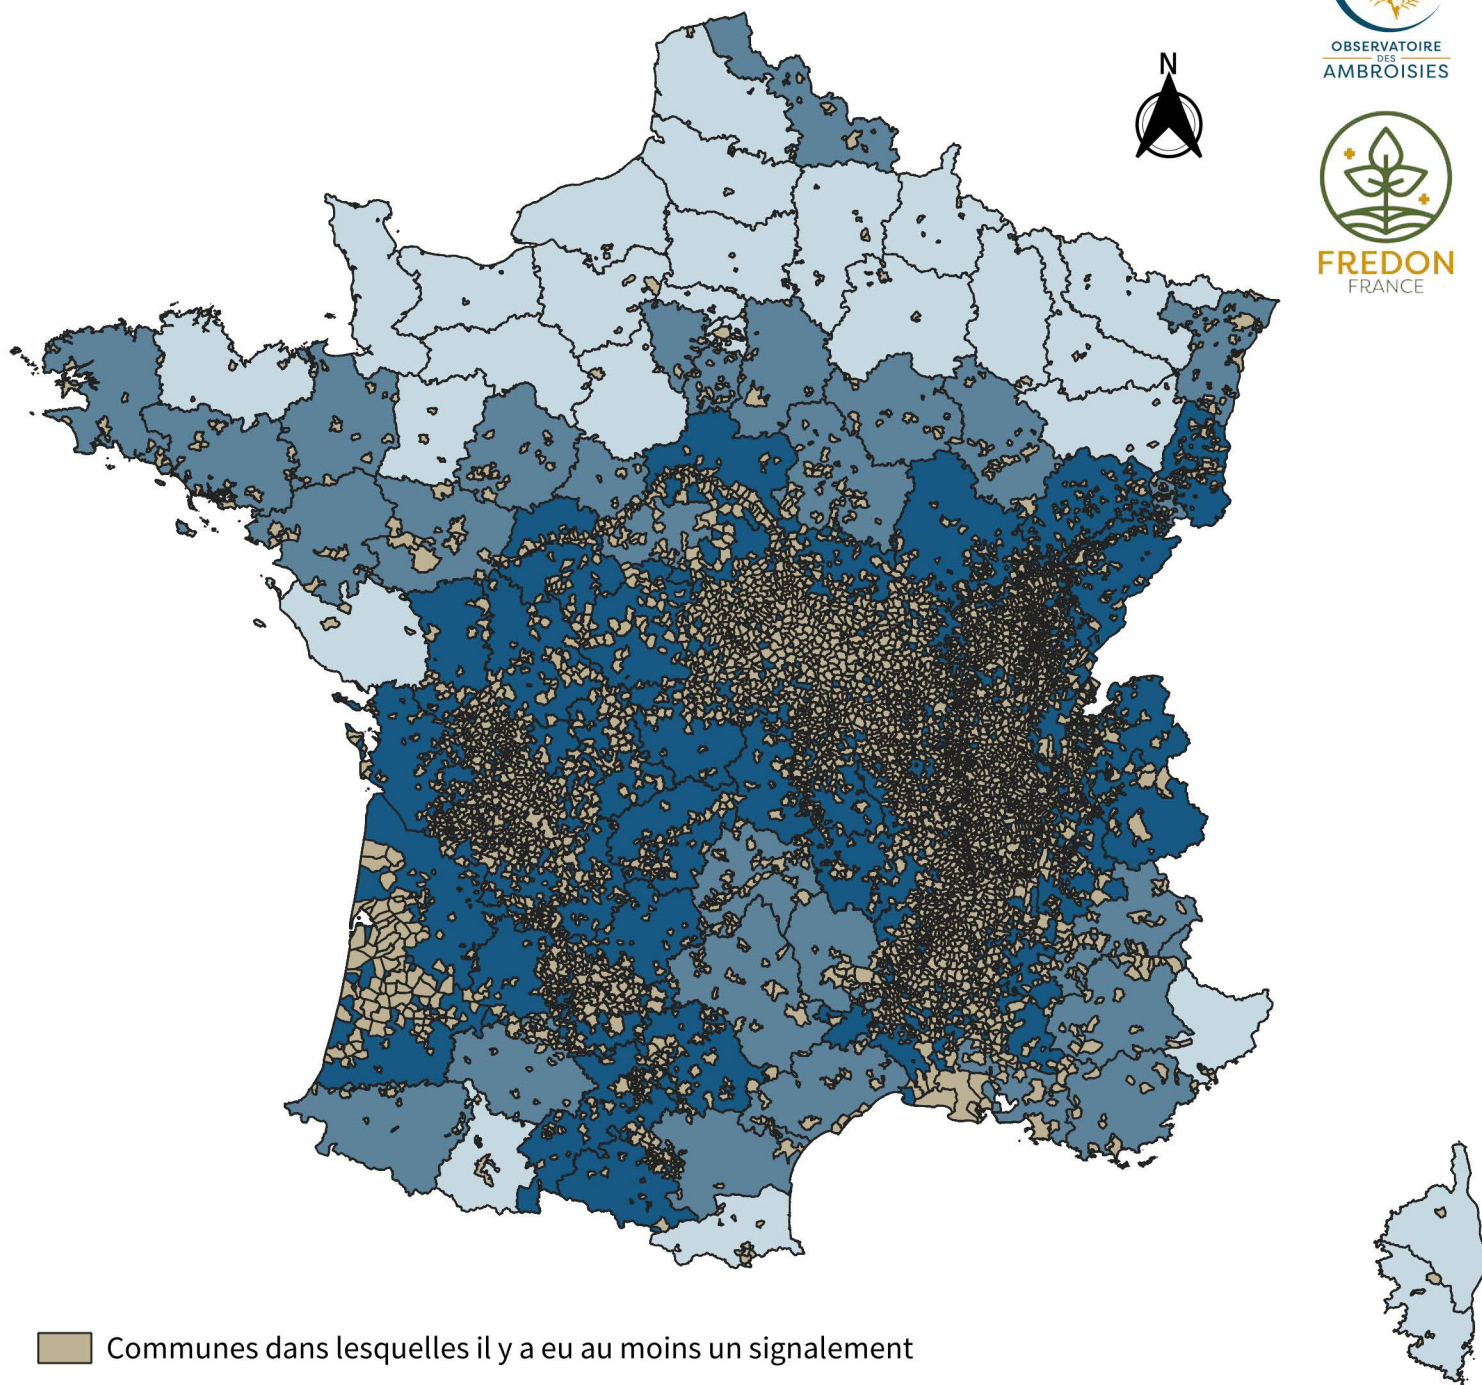 OBSERVATOIRE
DES
AMBROISIES
N
FREDON
FRANCE
Communes dans lesquelles il y a eu au moins un signalement